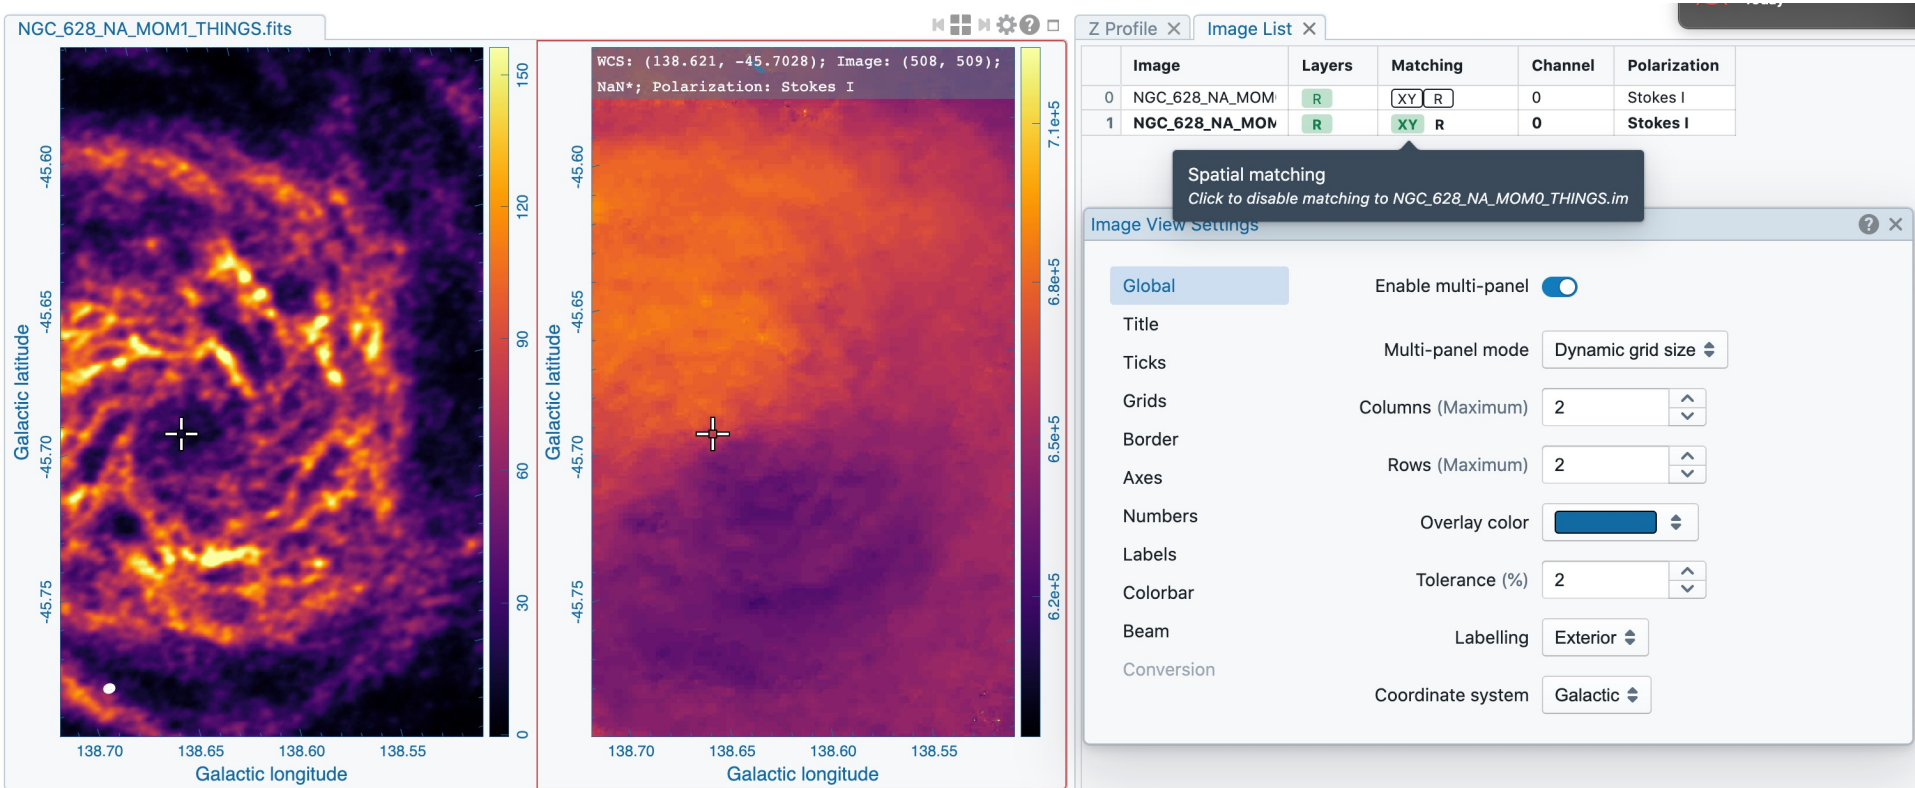 NGC_628_NA_MOM1_THINGS.fits
WCS: (138.621, -45.7028); Image: (508, 509);
NaN*; Polarization: Stokes I
Galactic latitude
-45.60
-45.65
-45.70
-45.75
150
120
90
60
30
0
138.70 138.65 138.60 138.55
Galactic longitude
Galactic latitude
-45.60
-45.65
-45.70
-45.75
7.1e+5
6.8e+5
6.5e+5
6.2e+5
138.70 138.65 138.60 138.55
Galactic longitude
Z Profile
Image List
Image Layers Matching Channel Polarization
0 NGC_628_NA_MOM R XY R 0 Stokes I
1 NGC_628_NA_MOM R XY R 0 Stokes I
Spatial matching
Click to disable matching to NGC_628_NA_MOM0_THINGS.im
Image View Settings
Global
Title
Ticks
Grids
Border
Axes
Numbers
Labels
Colorbar
Beam
Conversion
Enable multi-panel
Multi-panel mode Dynamic grid size
Columns (Maximum) 2
Rows (Maximum) 2
Overlay color
Tolerance (%) 2
Labelling Exterior
Coordinate system Galactic